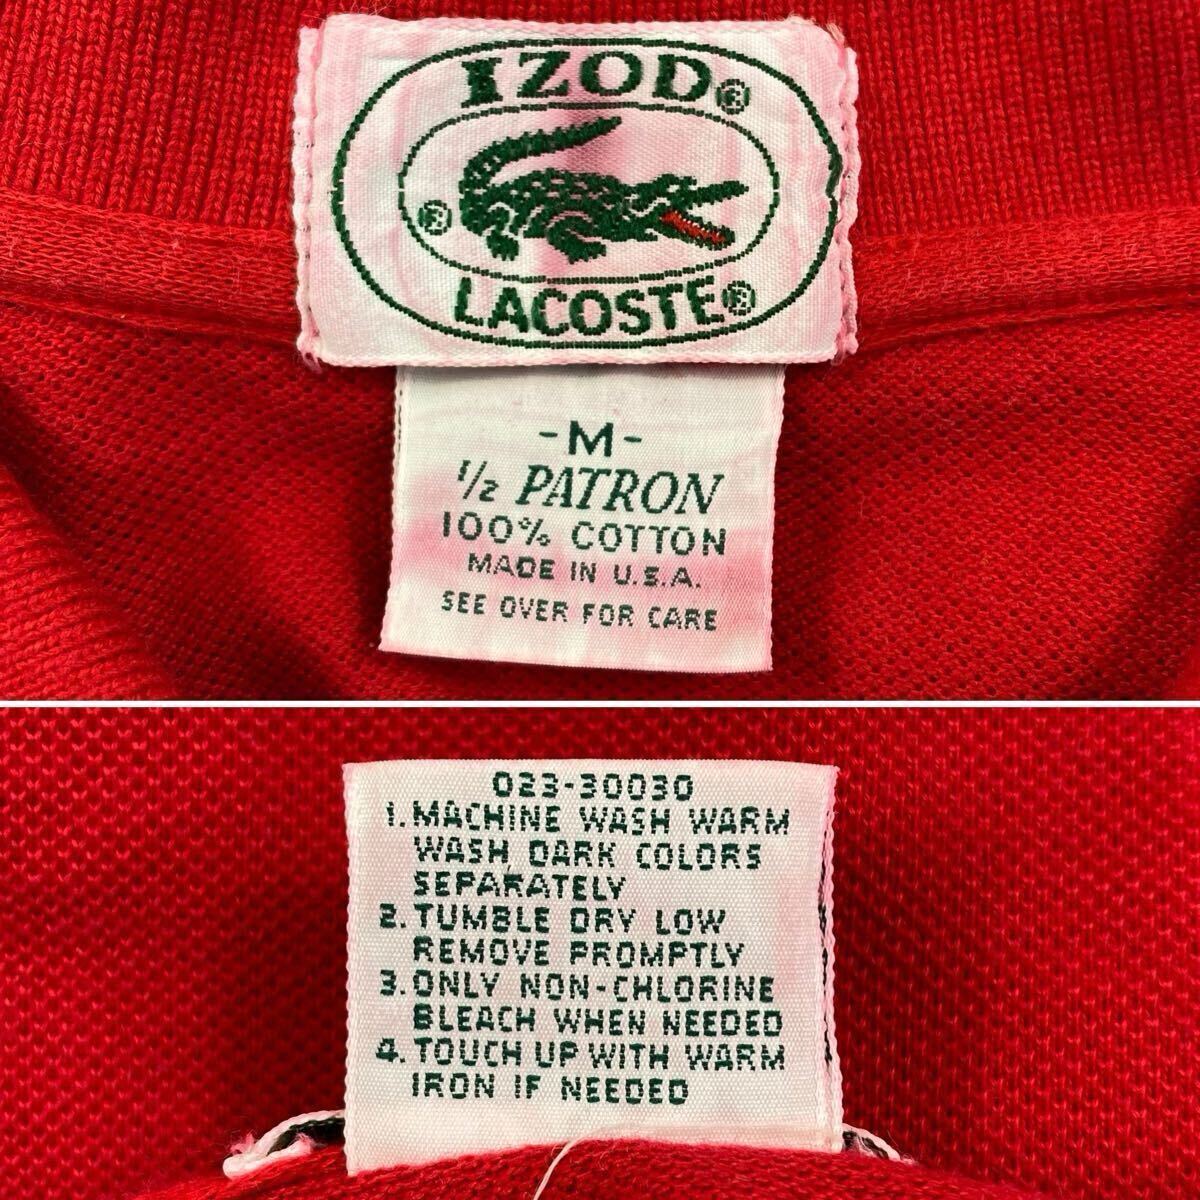 IZOD®
®
LACOSTE®
-M-
1/2 PATRON
100% COTTON
MADE IN U.S.A.
SEE OVER FOR CARE
023-30030
1. MACHINE WASH WARM
WASH DARK COLORS
SEPARATELY
2. TUMBLE DRY LOW
REMOVE PROMPTLY
3. ONLY NON-CHLORINE
BLEACH WHEN NEEDED
4. TOUCH UP WITH WARM
IRON IF NEEDED